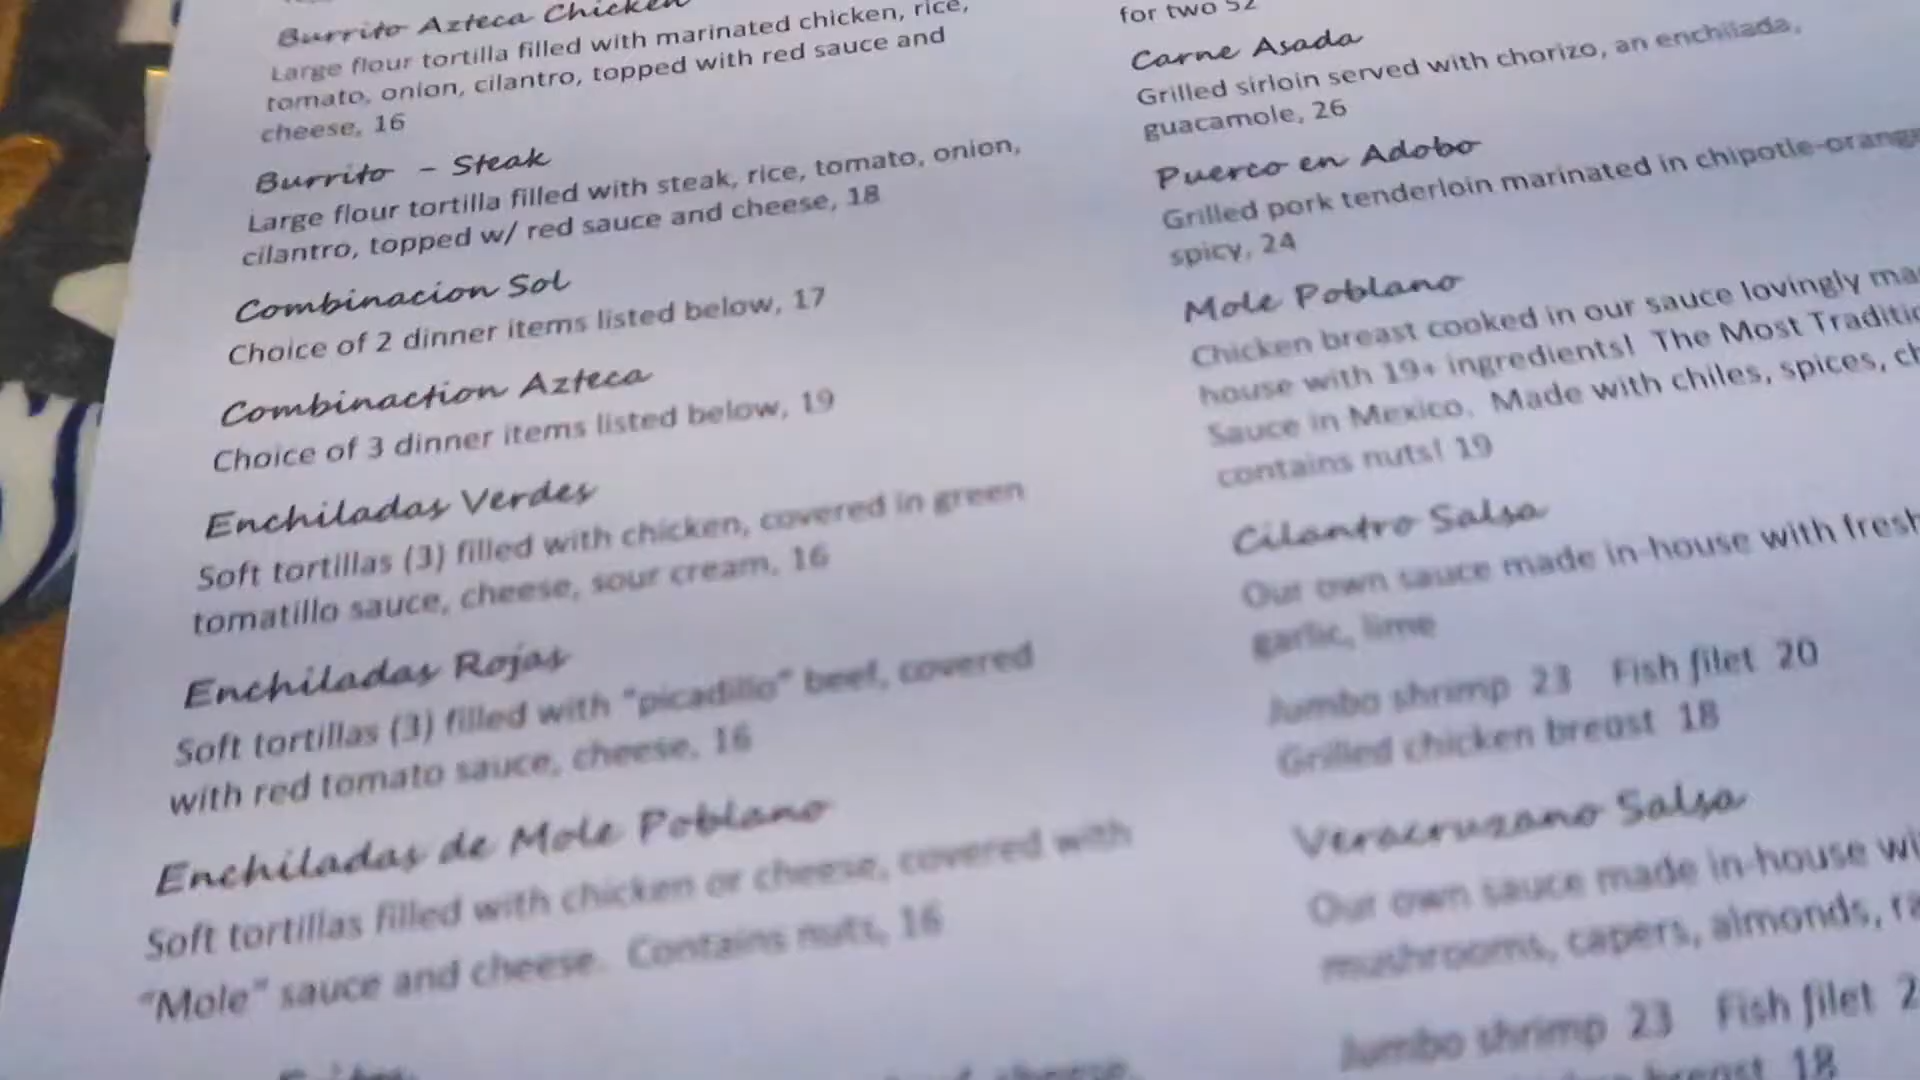 Burrito Azteca Chicken
Large flour tortilla filled with marinated chicken, rice,
tomato, onion, cilantro, topped with red sauce and
cheese, 16
Burrito - Steak
Large flour tortilla filled with steak, rice, tomato, onion,
cilantro, topped w/ red sauce and cheese, 18
Combinacion Sol
Choice of 2 dinner items listed below, 17
Combinaction Azteca
Choice of 3 dinner items listed below, 19
Enchiladas Verdes
Soft tortillas (3) filled with chicken, covered in green
tomatillo sauce, cheese, sour cream, 16
Enchiladas Rojas
Soft tortillas (3) filled with "picadillo" beef, covered
with red tomato sauce, cheese, 16
Enchiladas de Mole Poblano
Soft tortillas filled with chicken or cheese, covered with
"Mole" sauce and cheese. Contains nuts, 16
cheese,
for two 52
Carne Asada
Grilled sirloin served with chorizo, an enchilada,
guacamole, 26
Puerco en Adobo
Grilled pork tenderloin marinated in chipotle-orange
spicy, 24
Mole Poblano
Chicken breast cooked in our sauce lovingly
house with 19+ ingredients! The Most
Sauce in Mexico. Made with chiles, spices,
contains nuts! 19
Cilantro Salsa
Our own sauce made in-house with fresh
garlic, lime
Jumbo shrimp 23 Fish filet 20
Grilled chicken breast 18
Veracruzano Salsa
Our own sauce made in-house
mushrooms, capers, almonds,
Jumbo shrimp 23 Fish filet
breast 18